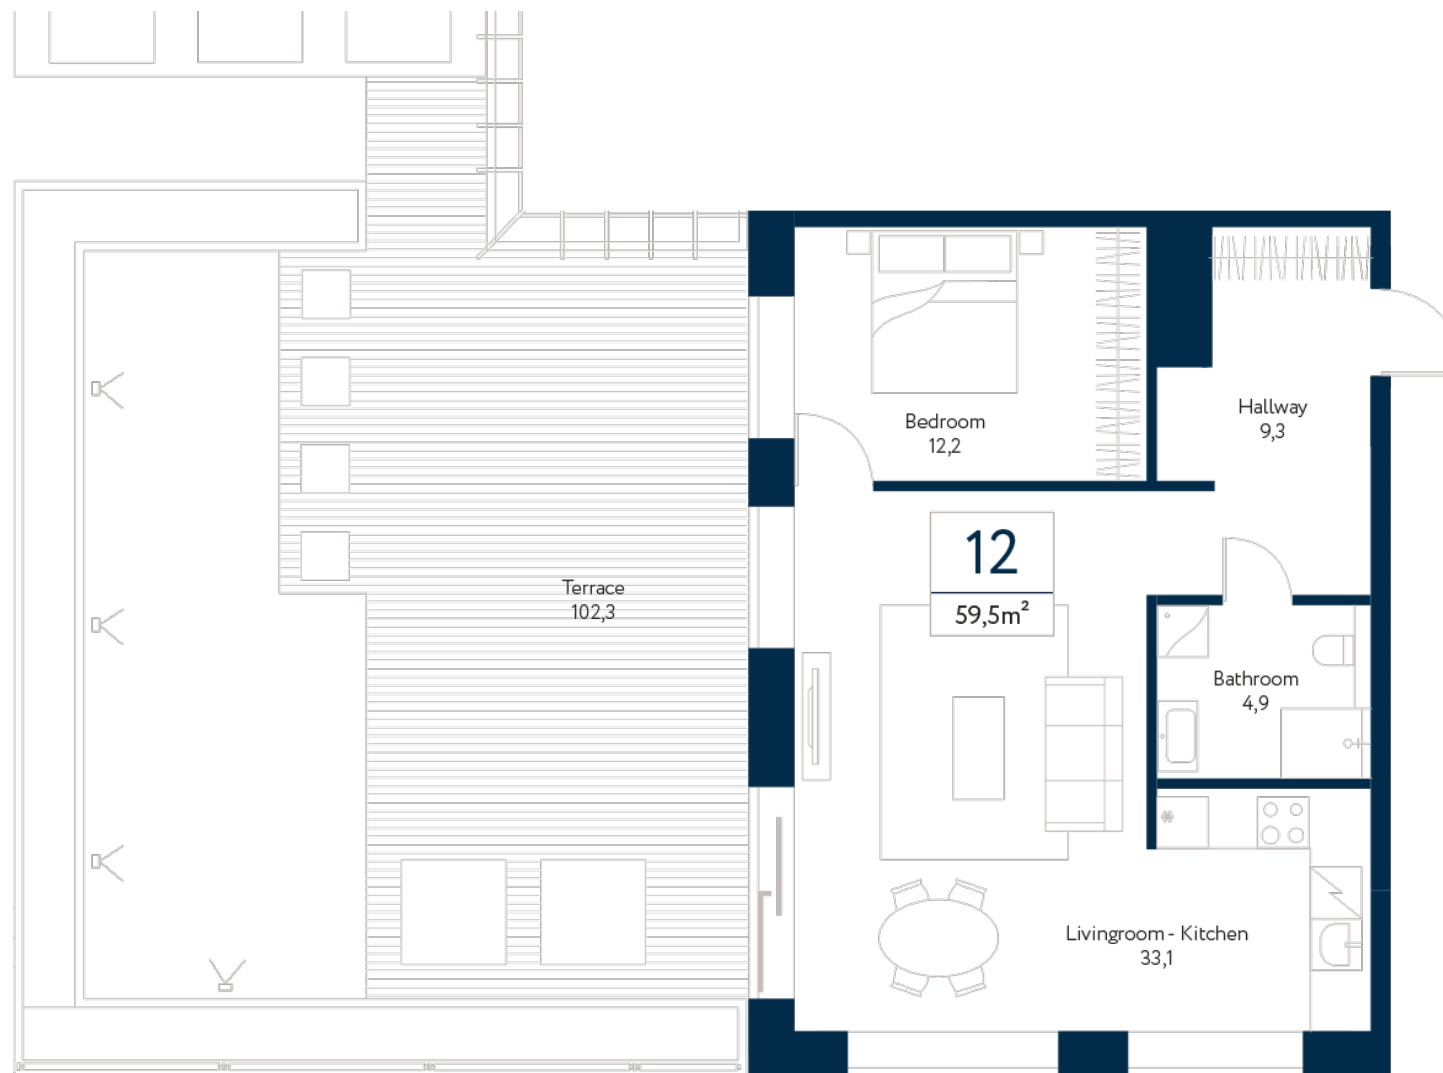 Bedroom
12,2
Hallway
9,3
12
59,5m²
Terrace
102,3
Bathroom
4,9
Livingroom - Kitchen
33,1